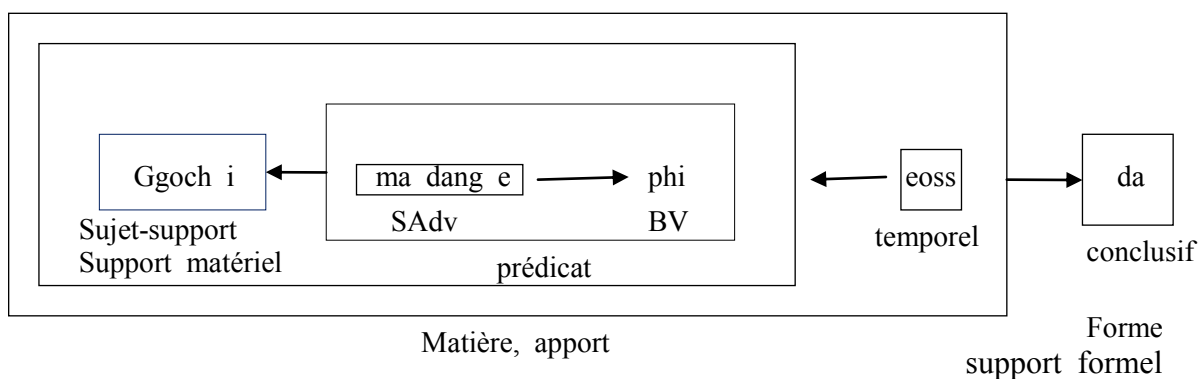 Ggoch i ma dang e phi eoss da
Sujet-support SAdv BV temporel conclusif
Support matériel prédicat
Matière, apport Forme
support formel